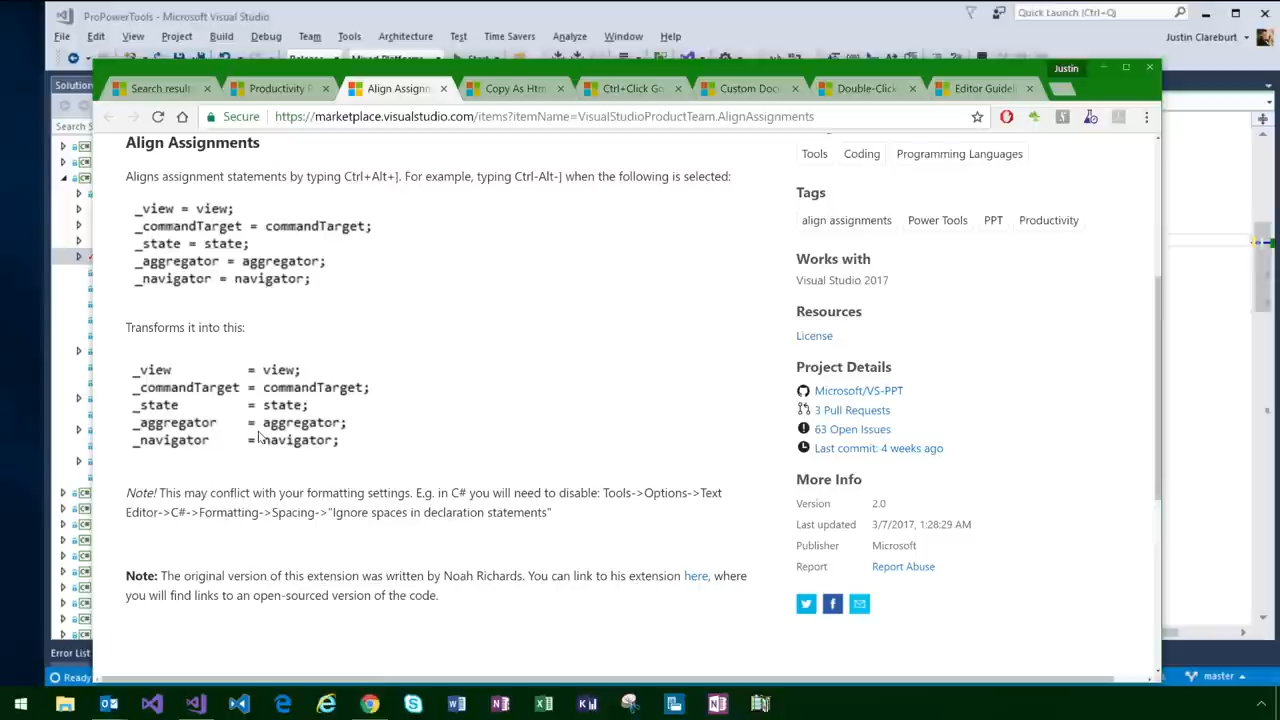 ProPowerTools - Microsoft Visual Studio
Quick Launch (Ctrl+Q)
File Edit View Project Build Debug Team Tools Architecture Test Time Savers Analyze Window Help
Justin Clareburt
Justin
Solution
Search.result
Productivity
Align Assignn
Copy As Htm
Ctrl+Click Go
Custom Doc
Double-Click
Editor Guideli
Secure https://marketplace.visualstudio.com/items?itemName=VisualStudioProductTeam.AlignAssignments
Search S
Align Assignments
Aligns assignment statements by typing Ctrl+Alt+]. For example, typing Ctrl-Alt-] when the following is selected:
_view = view;
_commandTarget = commandTarget;
_state = state;
_aggregator = aggregator;
_navigator = navigator;
Transforms it into this:
_view = view;
_commandTarget = commandTarget;
_state = state;
_aggregator = aggregator;
_navigator = navigator;
Note! This may conflict with your formatting settings. E.g. in C# you will need to disable: Tools->Options->Text
Editor->C#->Formatting->Spacing->"Ignore spaces in declaration statements"
Note: The original version of this extension was written by Noah Richards. You can link to his extension here, where
you will find links to an open-sourced version of the code.
Tools Coding Programming Languages
Tags
align assignments Power Tools PPT Productivity
Works with
Visual Studio 2017
Resources
License
Project Details
Microsoft/VS-PPT
3 Pull Requests
63 Open Issues
Last commit: 4 weeks ago
More Info
Version 2.0
Last updated 3/7/2017, 1:28:29 AM
Publisher Microsoft
Report Report Abuse
Error List
Ready
master